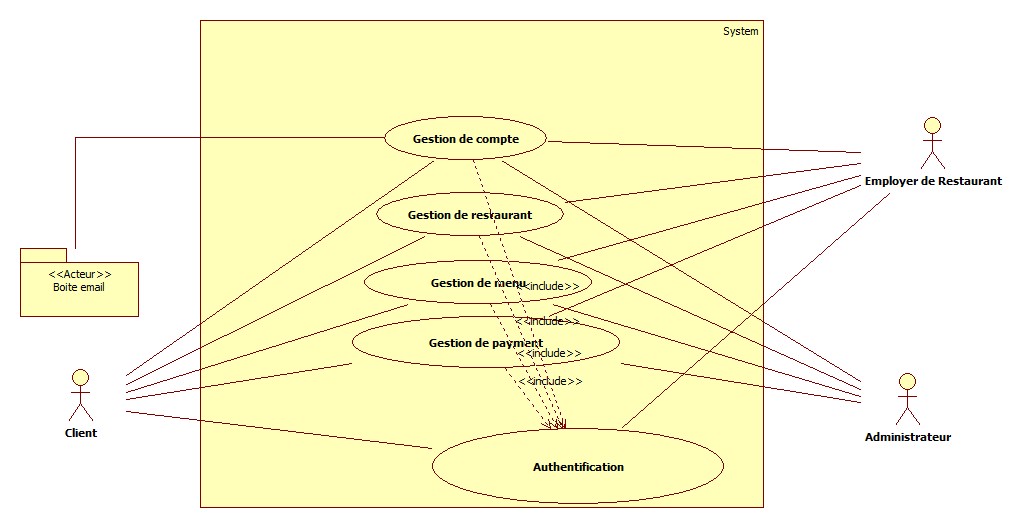 System
Gestion de compte
Employer de Restaurant
Gestion de restaurant
<<Acteur>>
Boite email
Gestion de menu
<<include>>
<<include>>
Gestion de payment
<<include>>
<<include>>
Client
Administrateur
Authentification